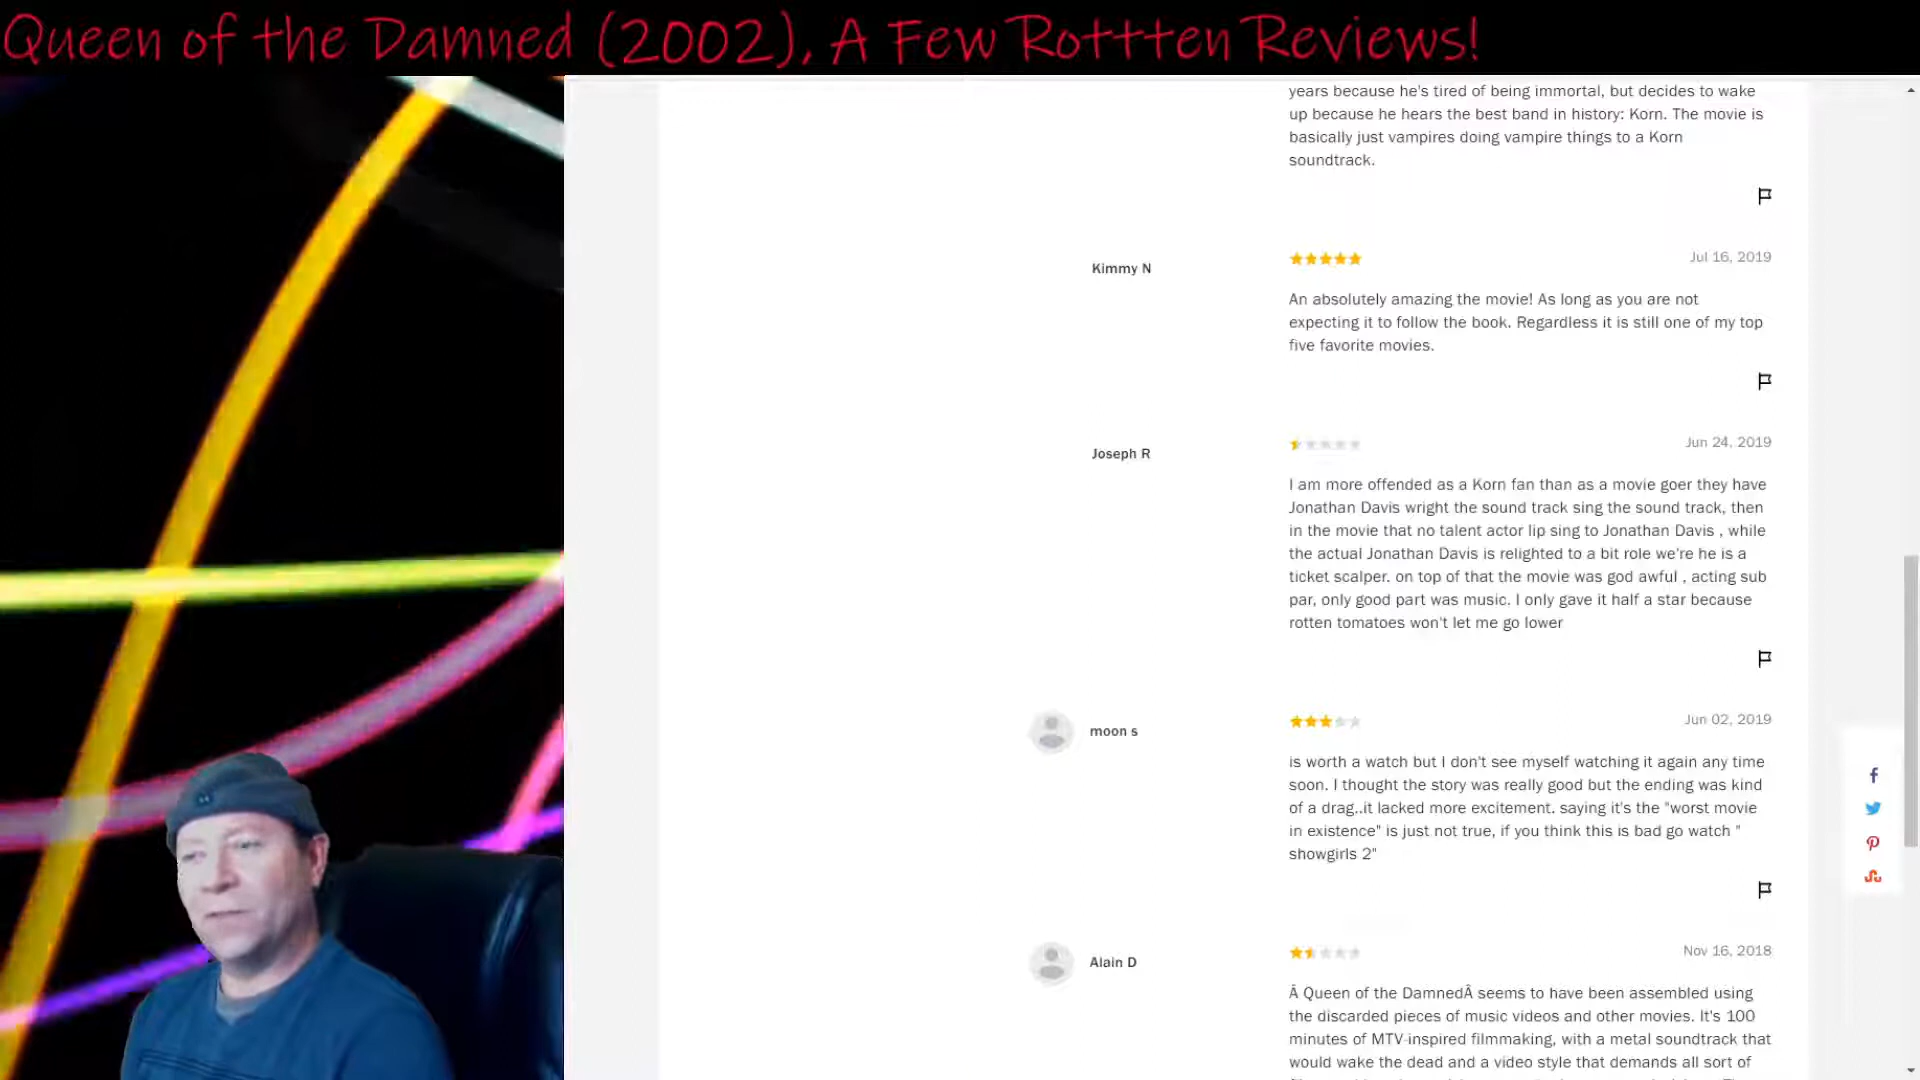 Queen of the Damned (2002), A Few Rottten Reviews!
years because he's tired of being immortal, but decides to wake
up because he hears the best band in history: Korn. The movie is
basically just vampires doing vampire things to a Korn
soundtrack.
Kimmy N
Jul 16, 2019
An absolutely amazing the movie! As long as you are not
expecting it to follow the book. Regardless it is still one of my top
five favorite movies.
Joseph R
Jun 24, 2019
I am more offended as a Korn fan than as a movie goer they have
Jonathan Davis wright the sound track sing the sound track, then
in the movie that no talent actor lip sing to Jonathan Davis , while
the actual Jonathan Davis is relighted to a bit role we're he is a
ticket scalper. on top of that the movie was god awful , acting sub
par, only good part was music. I only gave it half a star because
rotten tomatoes won't let me go lower
moon s
Jun 02, 2019
is worth a watch but I don't see myself watching it again any time
soon. I thought the story was really good but the ending was kind
of a drag..it lacked more excitement. saying it's the "worst movie
in existence" is just not true, if you think this is bad go watch "
showgirls 2"
Alain D
Nov 16, 2018
Â Queen of the DamnedÂ seems to have been assembled using
the discarded pieces of music videos and other movies. It's 100
minutes of MTV-inspired filmmaking, with a metal soundtrack that
would wake the dead and a video style that demands all sort of